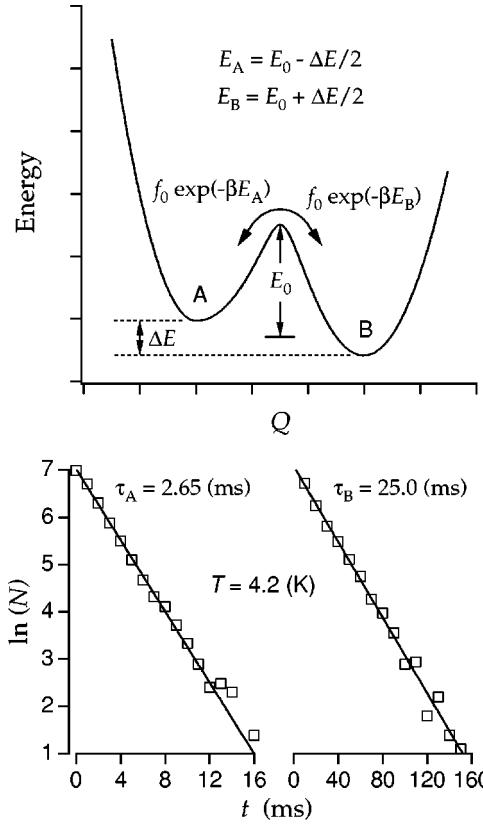 E_A = E_0 - ΔE/2
E_B = E_0 + ΔE/2
Energy
f_0 exp(-βE_A)
f_0 exp(-βE_B)
A
E_0
B
ΔE
Q
7
6
5
4
3
2
1
ln (N)
τ_A = 2.65 (ms)
τ_B = 25.0 (ms)
T = 4.2 (K)
0 4 8 12 16
0 40 80 120 160
t (ms)